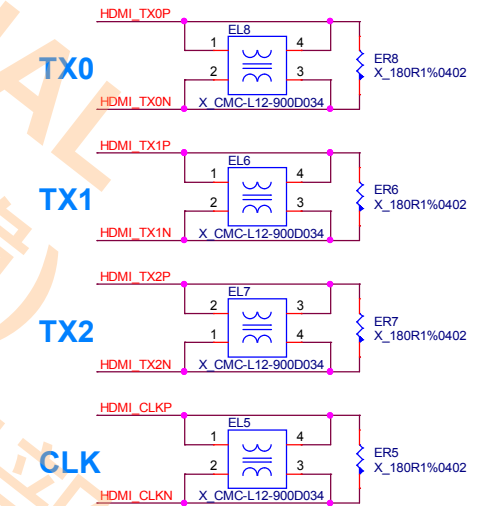 HDMI_TX0P
EL8
1 4
TX0
ER8
X_180R1%0402
2 3
HDMI_TX0N X_CMC-L12-900D034
HDMI_TX1P
EL6
1 4
TX1
ER6
X_180R1%0402
2 3
HDMI_TX1N X_CMC-L12-900D034
HDMI_TX2P
EL7
2 3
TX2
ER7
X_180R1%0402
1 4
HDMI_TX2N X_CMC-L12-900D034
HDMI_CLKP
EL5
1 4
CLK
ER5
X_180R1%0402
2 3
HDMI_CLKN X_CMC-L12-900D034